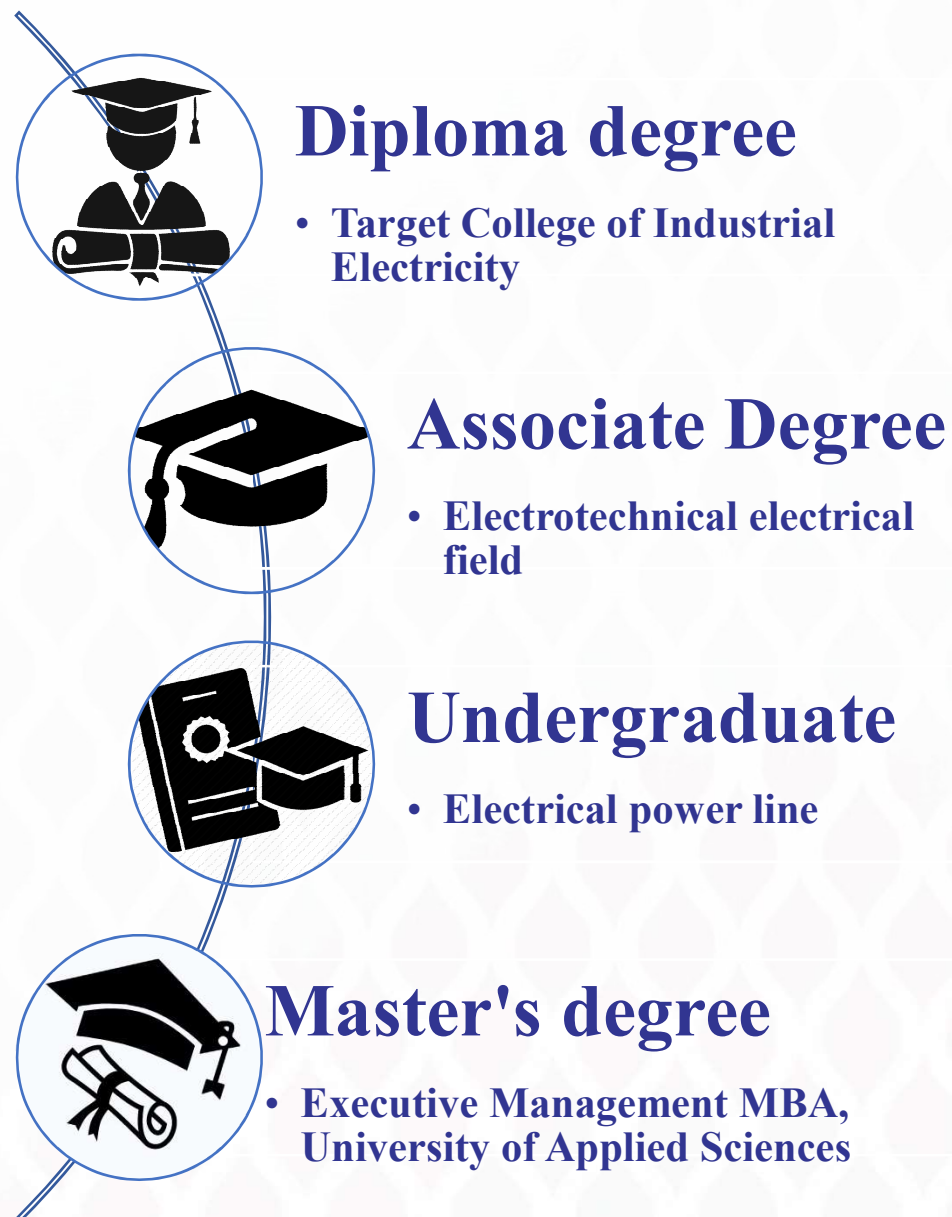 Diploma degree
• Target College of Industrial
Electricity
Associate Degree
• Electrotechnical electrical
field
Undergraduate
• Electrical power line
Master's degree
• Executive Management MBA,
University of Applied Sciences